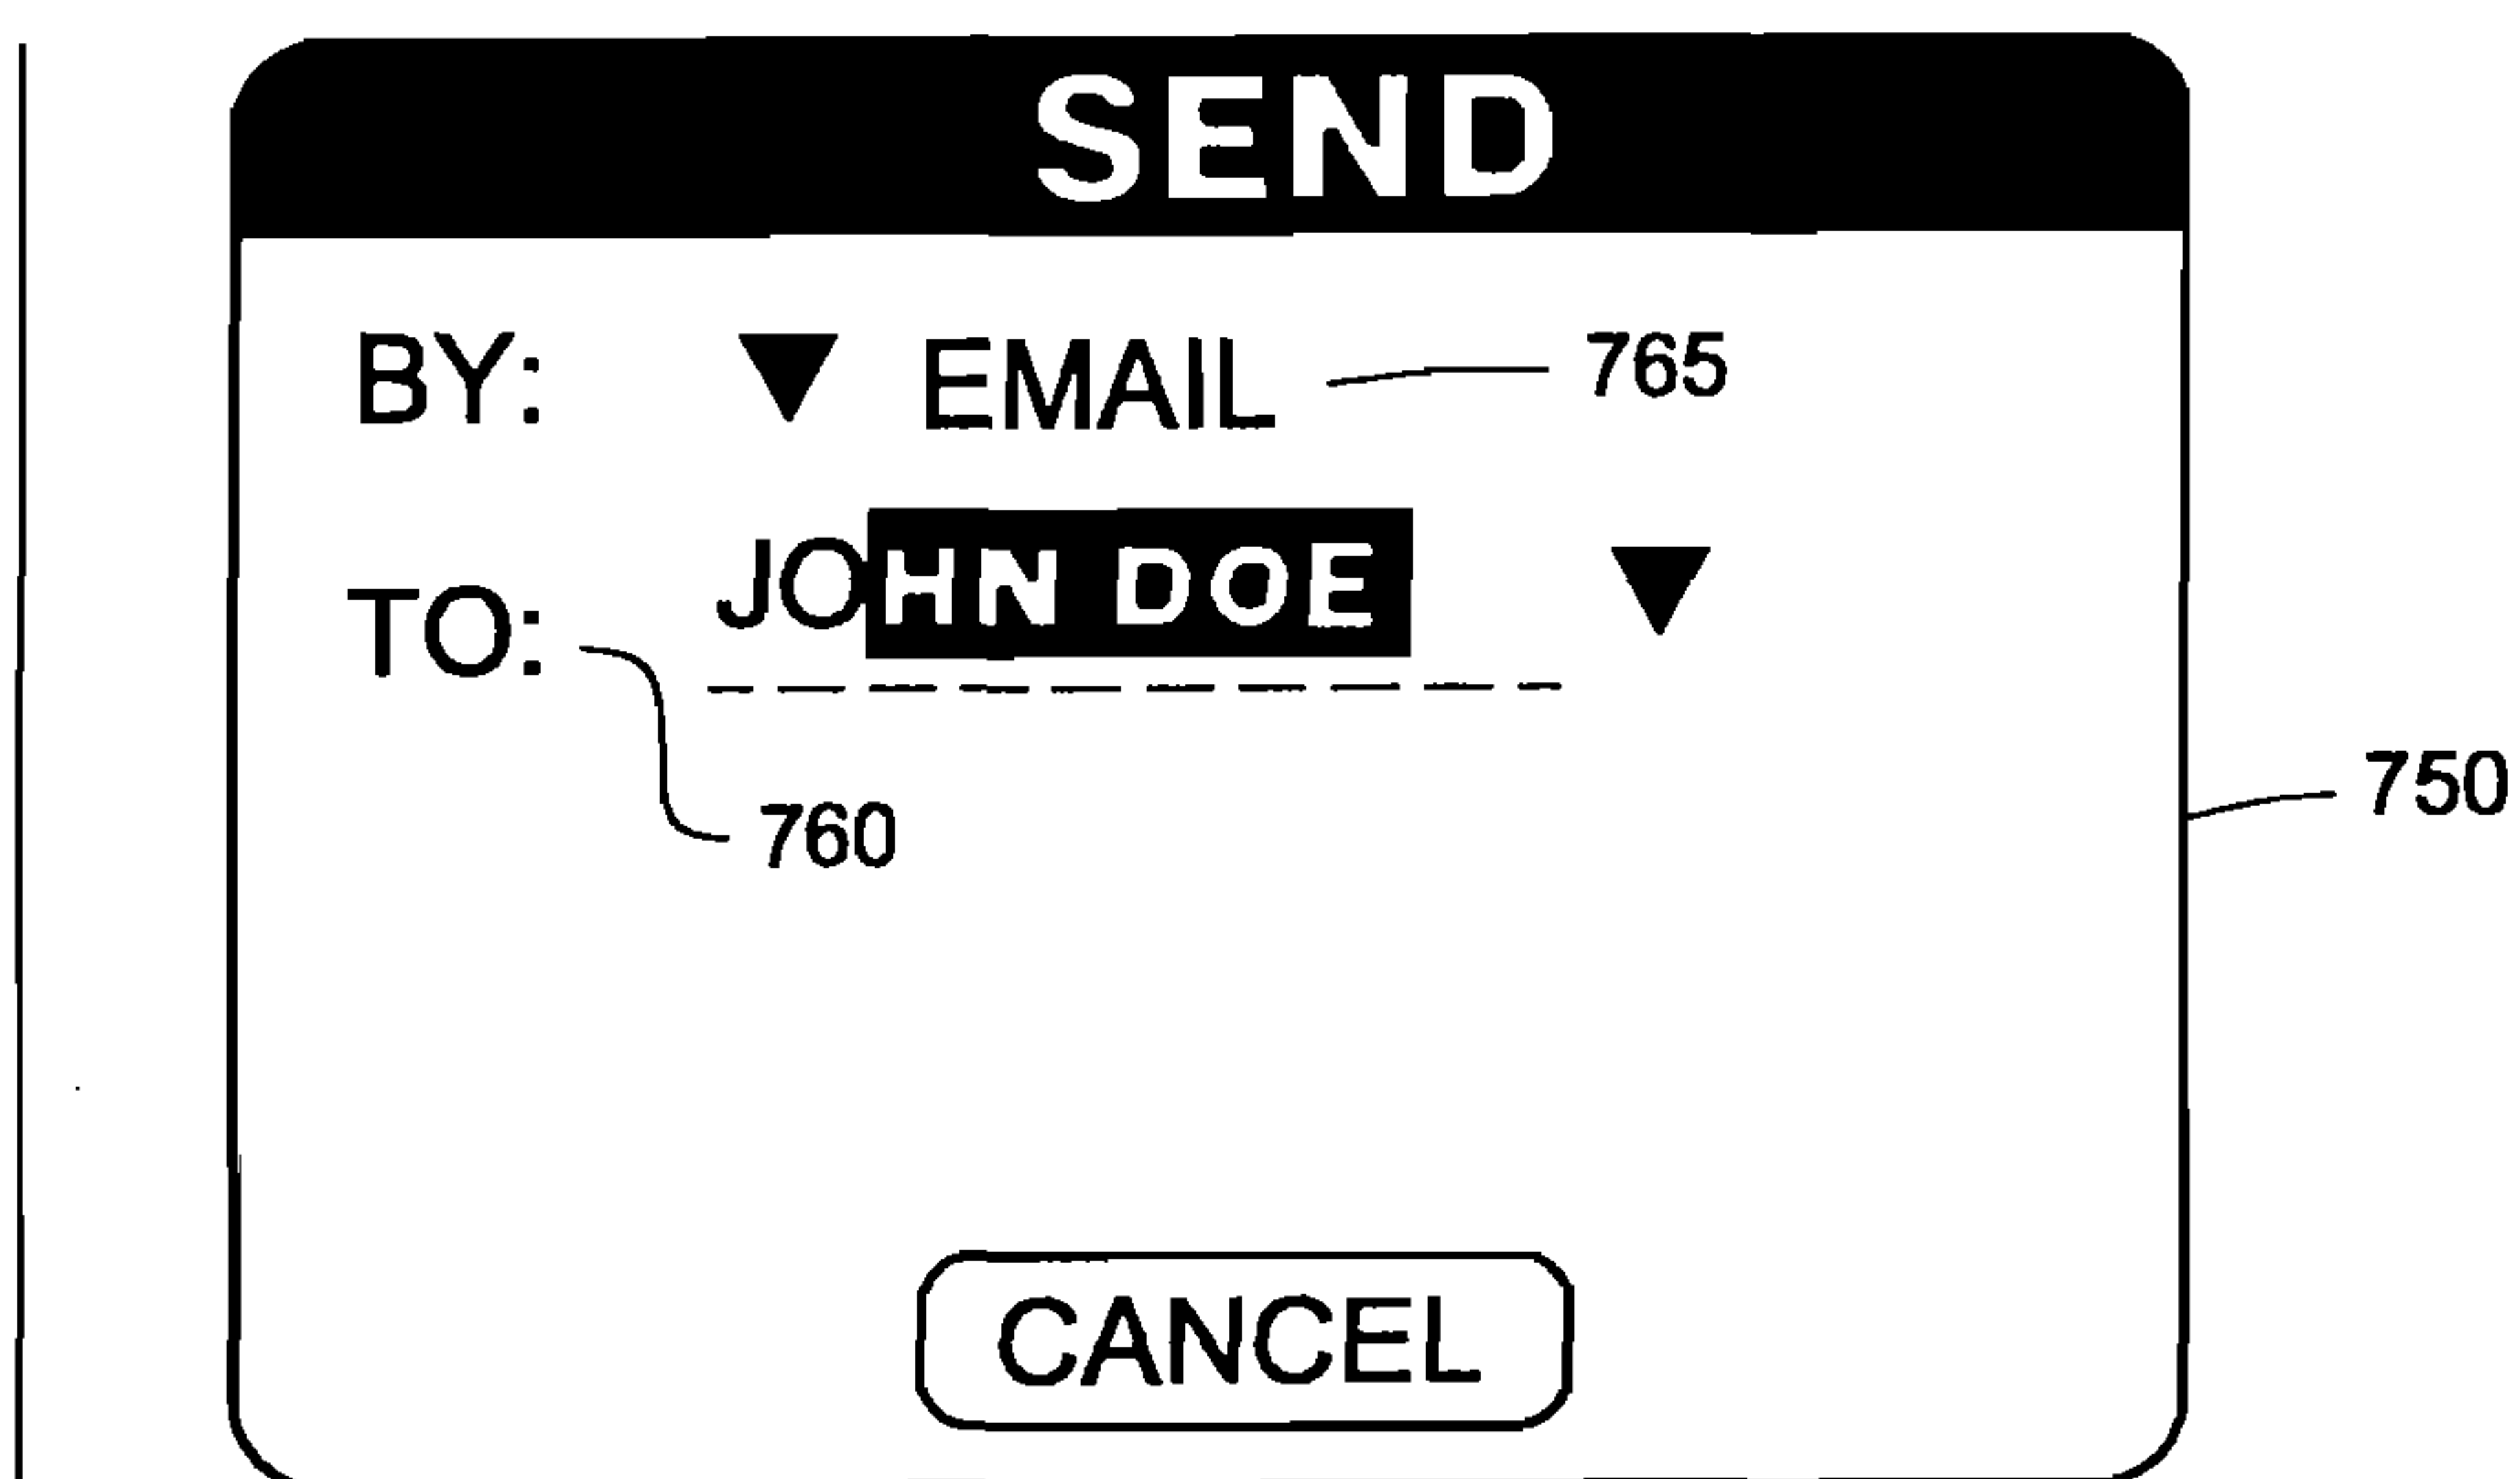 SEND
BY: ▼ EMAIL 765
TO: JOHN DOE ▼
760
750
CANCEL